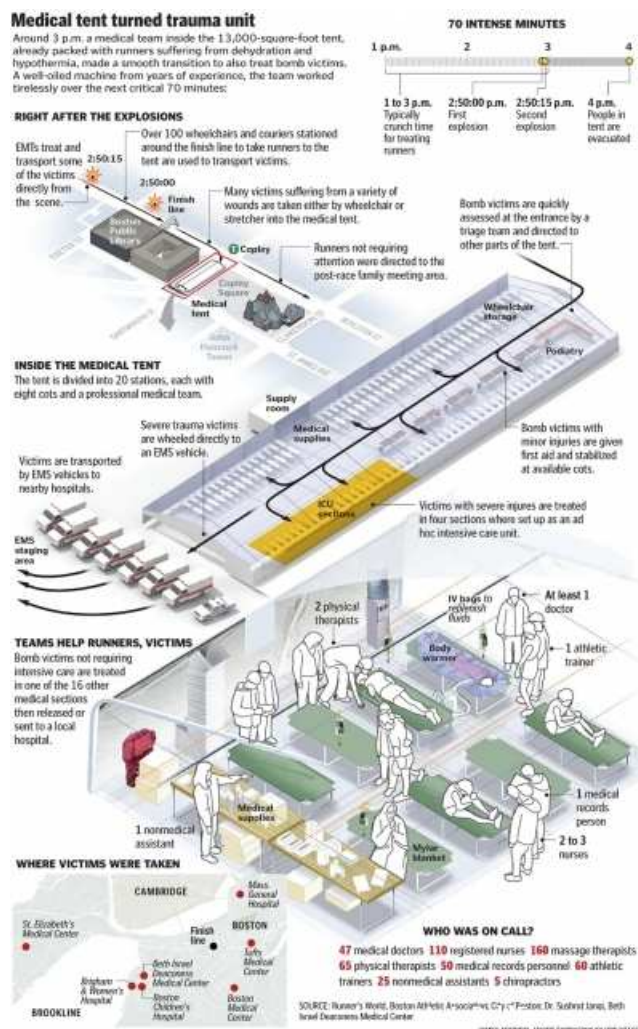 Medical tent turned trauma unit
Around 3 p.m. a medical team inside the 13,000-square-foot tent,
already packed with runners suffering from dehydration and
hypothermia, made a smooth transition to also treat bomb victims.
A well-oiled machine from years of experience, the team worked
tirelessly over the next critical 70 minutes:
70 INTENSE MINUTES
1 p.m.
2
3
4
1 to 3 p.m.
Typically
crunch time
for treating
runners
2:50:00 p.m.
First
explosion
2:50:15 p.m.
Second
explosion
4 p.m.
People in
tent are
evacuated
RIGHT AFTER THE EXPLOSIONS
EMTs treat and
transport some
of the victims
directly from
the scene.
2:50:15
Over 100 wheelchairs and couriers stationed
around the finish line to take runners to the
tent are used to transport victims.
2:50:00
Finish
line
Many victims suffering from a variety of
wounds are taken either by wheelchair or
stretcher into the medical tent.
Boston
Public
Library
Copley
Runners not requiring
attention were directed to the
post-race family meeting area.
Copley
Square
Medical
tent
John
Hancock
Tower
Bomb victims are quickly
assessed at the entrance by a
triage team and directed to
other parts of the tent.
INSIDE THE MEDICAL TENT
The tent is divided into 20 stations, each with
eight cots and a professional medical team.
Wheelchair
storage
Podiatry
Supply
room
Medical
supplies
Severe trauma victims
are wheeled directly to
an EMS vehicle.
Bomb victims with
minor injuries are given
first aid and stabilized
at available cots.
Victims are transported
by EMS vehicles to
nearby hospitals.
ICU
sections
Victims with severe injures are treated
in four sections where set up as an ad
hoc intensive care unit.
EMS
staging
area
TEAMS HELP RUNNERS, VICTIMS
Bomb victims not requiring
intensive care are treated
in one of the 16 other
medical sections
then released or
sent to a local
hospital.
2 physical
therapists
IV bags to
replenish
fluids
At least 1
doctor
Body
warmer
1 athletic
trainer
1 medical
records
person
2 to 3
nurses
Medical
supplies
Mylar
blanket
1 nonmedical
assistant
WHERE VICTIMS WERE TAKEN
CAMBRIDGE
Mass.
General
Hospital
St. Elizabeth's
Medical Center
Finish
line
BOSTON
Tufts
Medical
Center
Beth Israel
Deaconess
Medical Center
Brigham
& Women's
Hospital
Boston
Children's
Hospital
Boston
Medical
Center
BROOKLINE
WHO WAS ON CALL?
47 medical doctors 110 registered nurses 160 massage therapists
65 physical therapists 50 medical records personnel 60 athletic
trainers 25 nonmedical assistants 5 chiropractors
SOURCE: Runner's World, Boston Athletic Dr. Sushrut Jangi, Beth
Israel Deaconess Medical Center